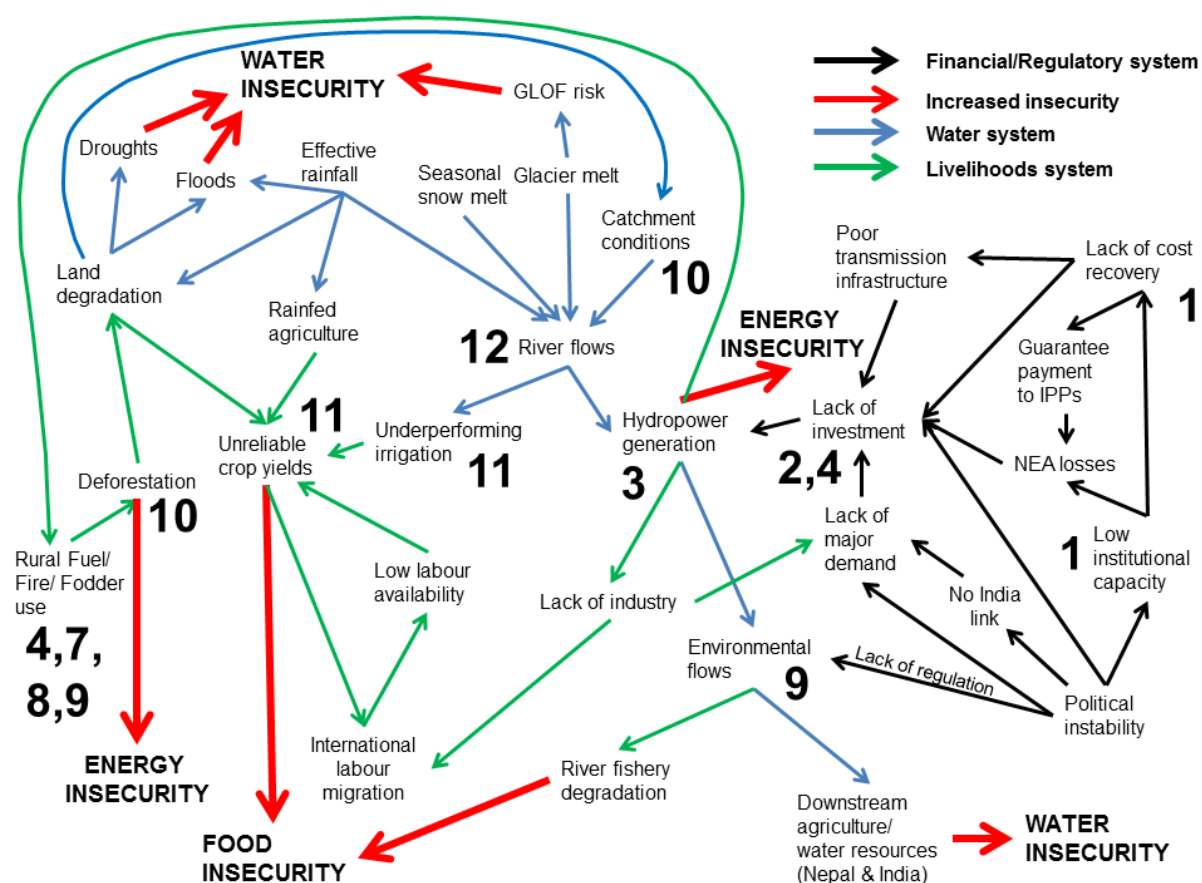 WATER
INSECURITY
GLOF risk
Financial/Regulatory system
Increased insecurity
Water system
Livelihoods system
Droughts
Floods
Effective
rainfall
Seasonal
snow melt
Glacier melt
Catchment
conditions
10
Poor
transmission
infrastructure
Lack of cost
recovery
1
Land
degradation
Rainfed
agriculture
12
River flows
ENERGY
INSECURITY
Guarantee
payment
to IPPs
11
Unreliable
crop yields
Underperforming
irrigation
11
Hydropower
generation
3
Lack of
investment
2,4
NEA losses
Deforestation
10
Rural Fuel/
Fire/ Fodder
use
4,7,
8,9
Low labour
availability
Lack of industry
Lack of
major
demand
No India
link
1
Low
institutional
capacity
Environmental
flows
9
Lack of regulation
Political
instability
ENERGY
INSECURITY
International
labour
migration
River fishery
degradation
FOOD
INSECURITY
Downstream
agriculture/
water resources
(Nepal & India)
WATER
INSECURITY